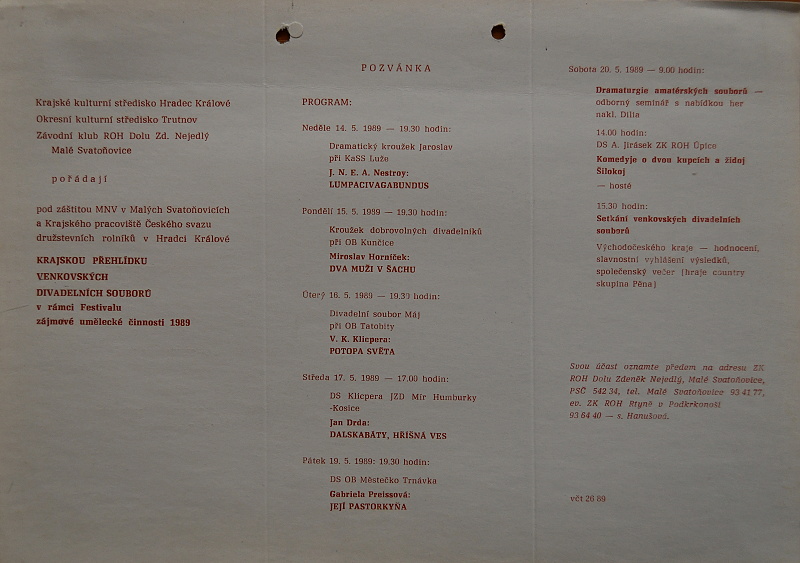 Krajské kulturní středisko Hradec Králové
Okresní kulturní středisko Trutnov
Závodní klub ROH Dolu Zd. Nejedlý
Malé Svatoňovice
pořádají
pod záštitou MNV v Malých Svatoňovicích
a Krajského pracoviště Českého svazu
družstevních rolníků v Hradci Králové
KRAJSKOU PŘEHLÍDKU
VENKOVSKÝCH
DIVADELNÍCH SOUBORŮ
v rámci Festivalu
zájmové umělecké činnosti 1989
POZVÁNKA
PROGRAM:
Neděle 14. 5. 1989 — 19.30 hodin:
Dramatický kroužek Jaroslav
při KaSS Luže
J. N. E. A. Nestroy:
LUMPACIVAGABUNDUS
Pondělí 15. 5. 1989 — 19.30 hodin:
Kroužek dobrovolných divadelníků
při OB Kunčice
Miroslav Horníček:
DVA MUŽI V ŠACHU
Úterý 16. 5. 1989 — 19.30 hodin:
Divadelní soubor Máj
při OB Tatobity
V. K. Klicpera:
POTOPA SVĚTA
Středa 17. 5. 1989 — 17.00 hodin:
DS Klicpera JZD Mír Humburky
-Kosice
Jan Drda:
DALSKABÁTY, HŘÍŠNÁ VES
Pátek 19. 5. 1989: 19.30 hodin:
DS OB Městečko Trnávka
Gabriela Preissová:
JEJÍ PASTORKYŇA
Sobota 20. 5. 1989 — 9.00 hodin:
Dramaturgie amatérských souborů —
odborný seminář s nabídkou her
nakl. Dilia
14.00 hodin:
DS A. Jirásek ZK ROH Úpice
Komedyje o dvou kupcích a židoj
Šilokoj
— hosté
15.30 hodin:
Setkání venkovských divadelních
souborů
Východočeského kraje — hodnocení,
slavnostní vyhlášení výsledků,
společenský večer (hraje country
skupina Pěna)
Svou účast oznamte předem na adresu ZK
ROH Dolu Zdeněk Nejedlý, Malé Svatoňovice,
PSČ 542 34, tel. Malé Svatoňovice 93 41 77,
ev. ZK ROH Rtyně v Podkrkonoší
93 64 40 — s. Hanušová.
včt 26 89